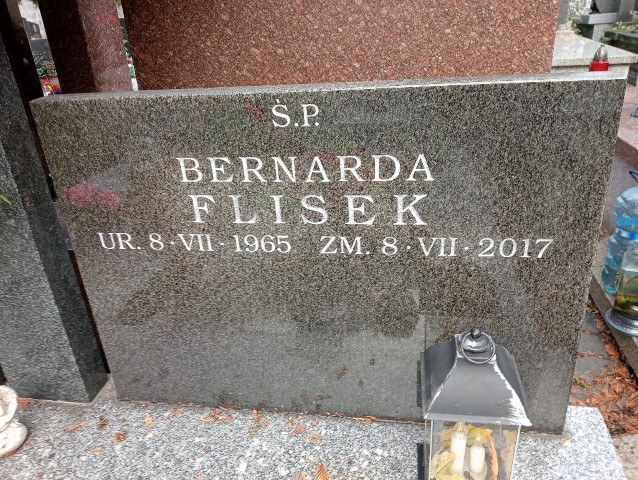 Ś.P.
BERNARDA
FLISEK
UR. 8·VII·1965 ZM. 8·VII·2017